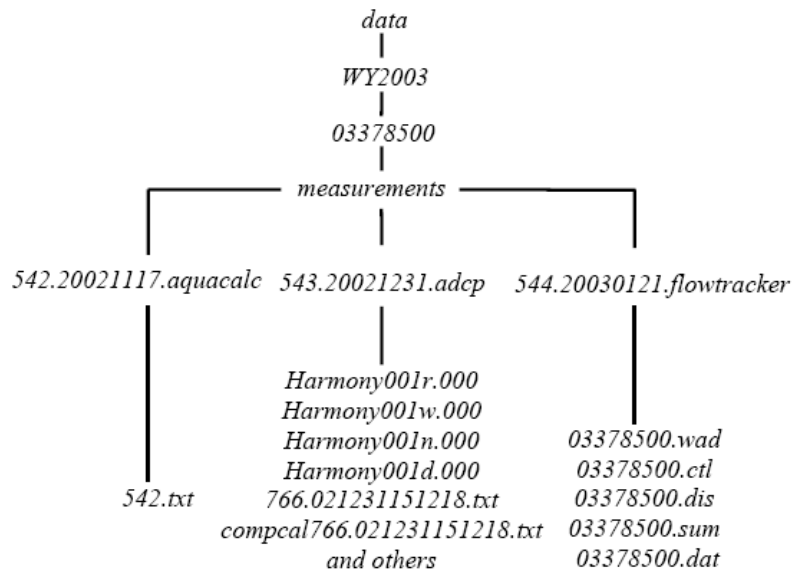 data
WY2003
03378500
measurements
542.20021117.aquacalc
543.20021231.adcp
544.20030121.flowtracker
542.txt
Harmony001r.000
Harmony001w.000
Harmony001n.000
Harmony001d.000
766.021231151218.txt
compcal766.021231151218.txt
and others
03378500.wad
03378500.ctl
03378500.dis
03378500.sum
03378500.dat